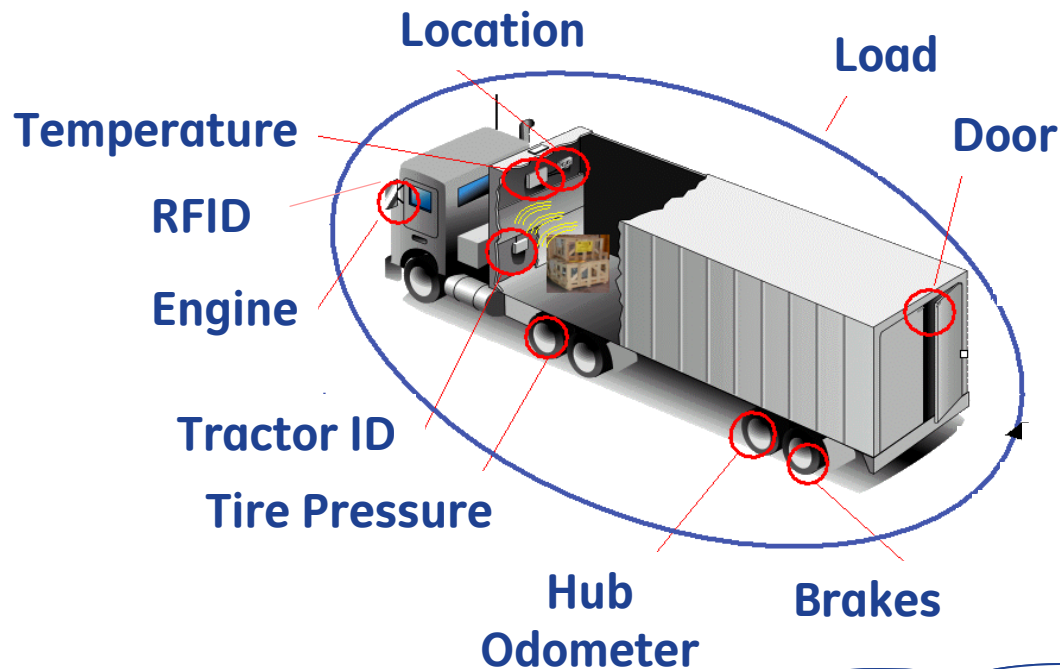 Location
Load
Temperature
Door
RFID
Engine
Tractor ID
Tire Pressure
Hub
Odometer
Brakes